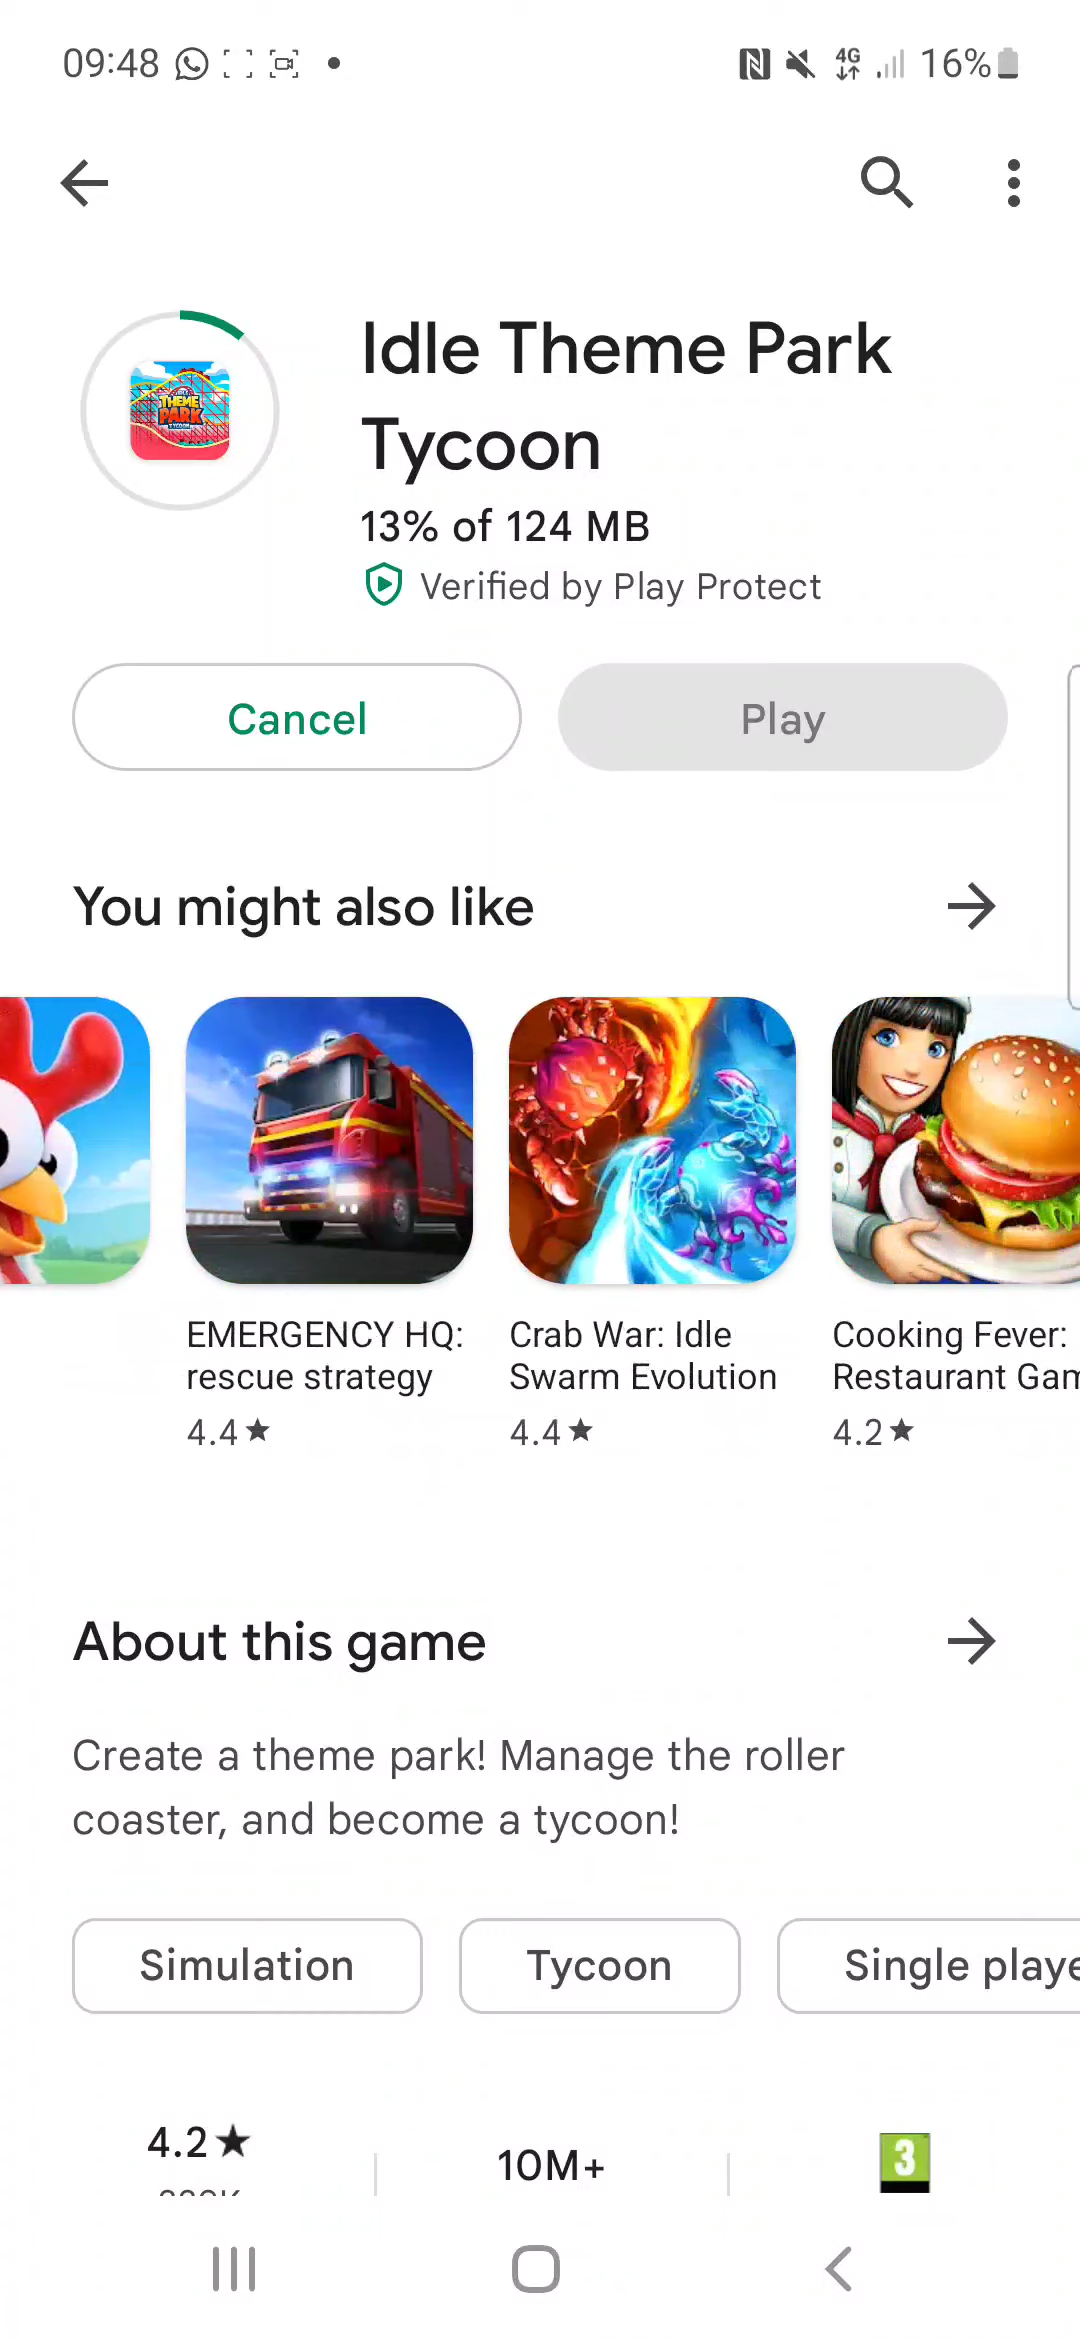 09:48
4G
16%
Idle Theme Park
Tycoon
THEME
PARK
13% of 124 MB
Verified by Play Protect
Cancel
Play
You might also like
EMERGENCY HQ:
rescue strategy
4.4★
Crab War: Idle
Swarm Evolution
4.4★
Cooking Fever:
Restaurant Gam
4.2★
About this game
Create a theme park! Manage the roller
coaster, and become a tycoon!
Simulation
Tycoon
Single playe
4.2★
10M+
3